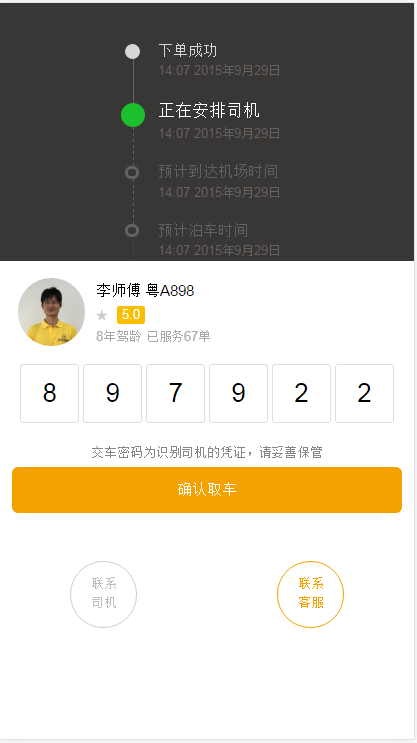 下单成功
14:07 2015年9月29日
正在安排司机
14:07 2015年9月29日
预计到达机场时间
14:07 2015年9月29日
预计泊车时间
14:07 2015年9月29日
李师傅 粤A898
★ 5.0
8年驾龄 已服务67单
8 9 7 9 2 2
交车密码为识别司机的凭证，请妥善保管
确认取车
联系
司机
联系
客服